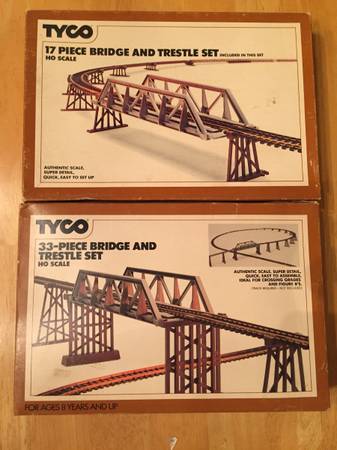 TYCO
17 PIECE BRIDGE AND TRESTLE SET INCLUDED IN THIS SET
HO SCALE
AUTHENTIC SCALE,
SUPER DETAIL,
QUICK, EASY TO SET UP
TYCO
33-PIECE BRIDGE AND
TRESTLE SET
HO SCALE
AUTHENTIC SCALE, SUPER DETAIL,
QUICK, EASY TO ASSEMBLE,
IDEAL FOR CROSSING GRADES
AND FIGURE 8'S.
FOR AGES 8 YEARS AND UP